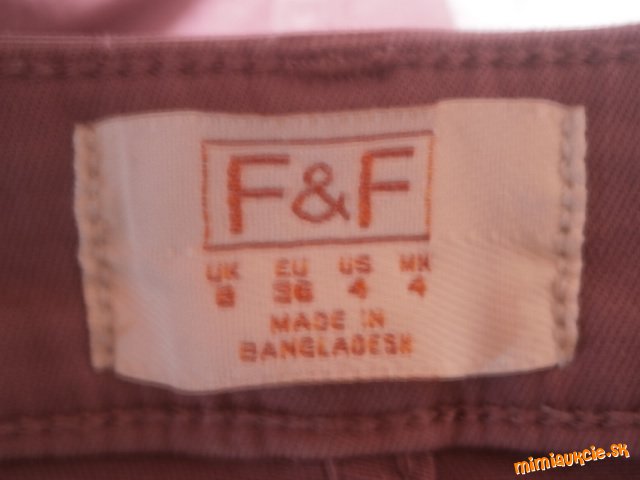 F&F
UK EU US MX
8 36 4 4
MADE IN
BANGLADESH
mimiaukcie.sk